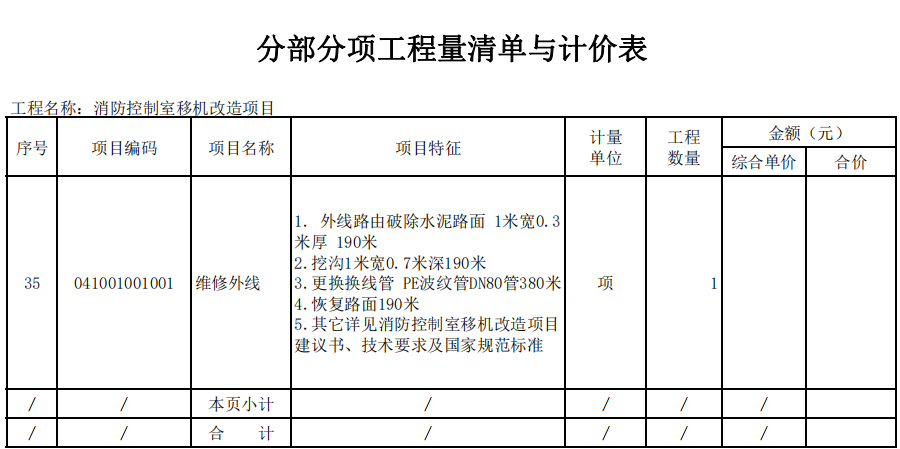 分部分项工程量清单与计价表
工程名称：消防控制室移机改造项目
序号 项目编码 项目名称 项目特征 计量单位 工程数量 金额（元）
综合单价 合价
35 041001001001 维修外线
1. 外线路由破除水泥路面 1米宽0.3
米厚 190米
2.挖沟1米宽0.7米深190米
3.更换换线管 PE波纹管DN80管380米
4.恢复路面190米
5.其它详见消防控制室移机改造项目
建议书、技术要求及国家规范标准
项 1
/ / 本页小计 / / / /
/ / 合 计 / / / /